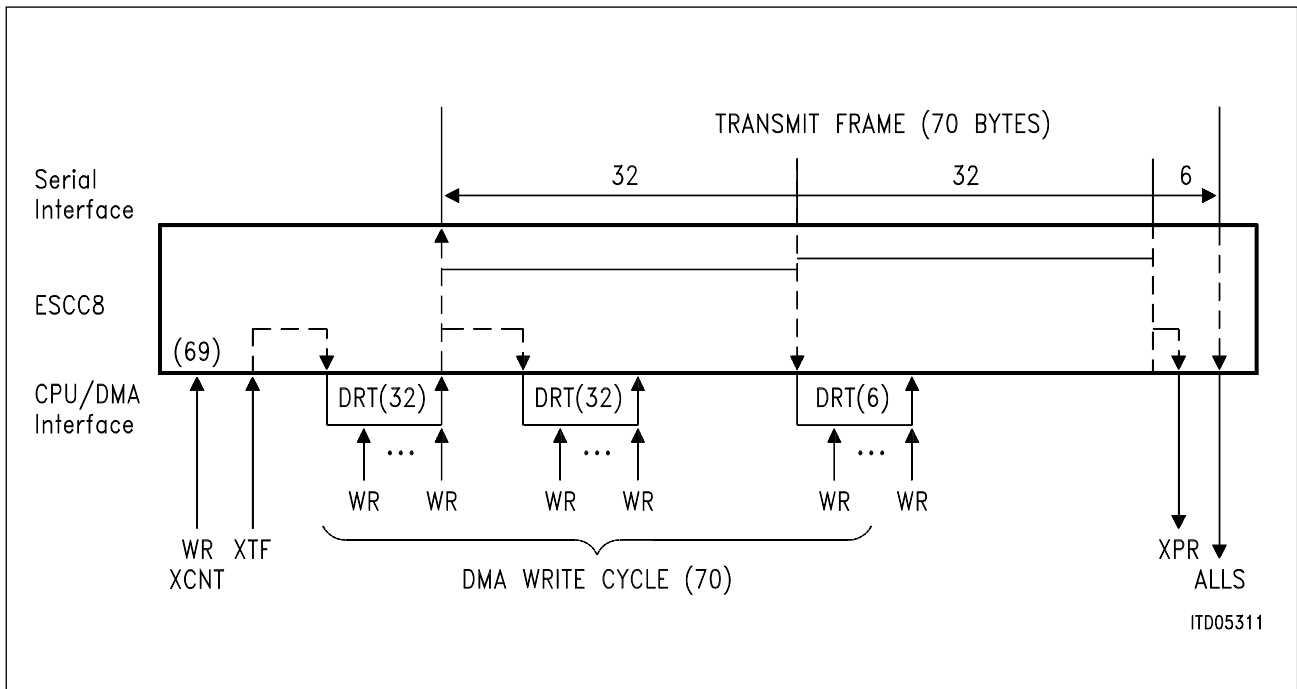 TRANSMIT FRAME (70 BYTES)
32
32
6
Serial
Interface
ESCC8
(69)
CPU/DMA
Interface
DRT(32)
DRT(32)
DRT(6)
...
...
...
WR
WR
WR
WR
WR
WR
WR
XCNT
XTF
DMA WRITE CYCLE (70)
XPR
ALLS
ITD05311